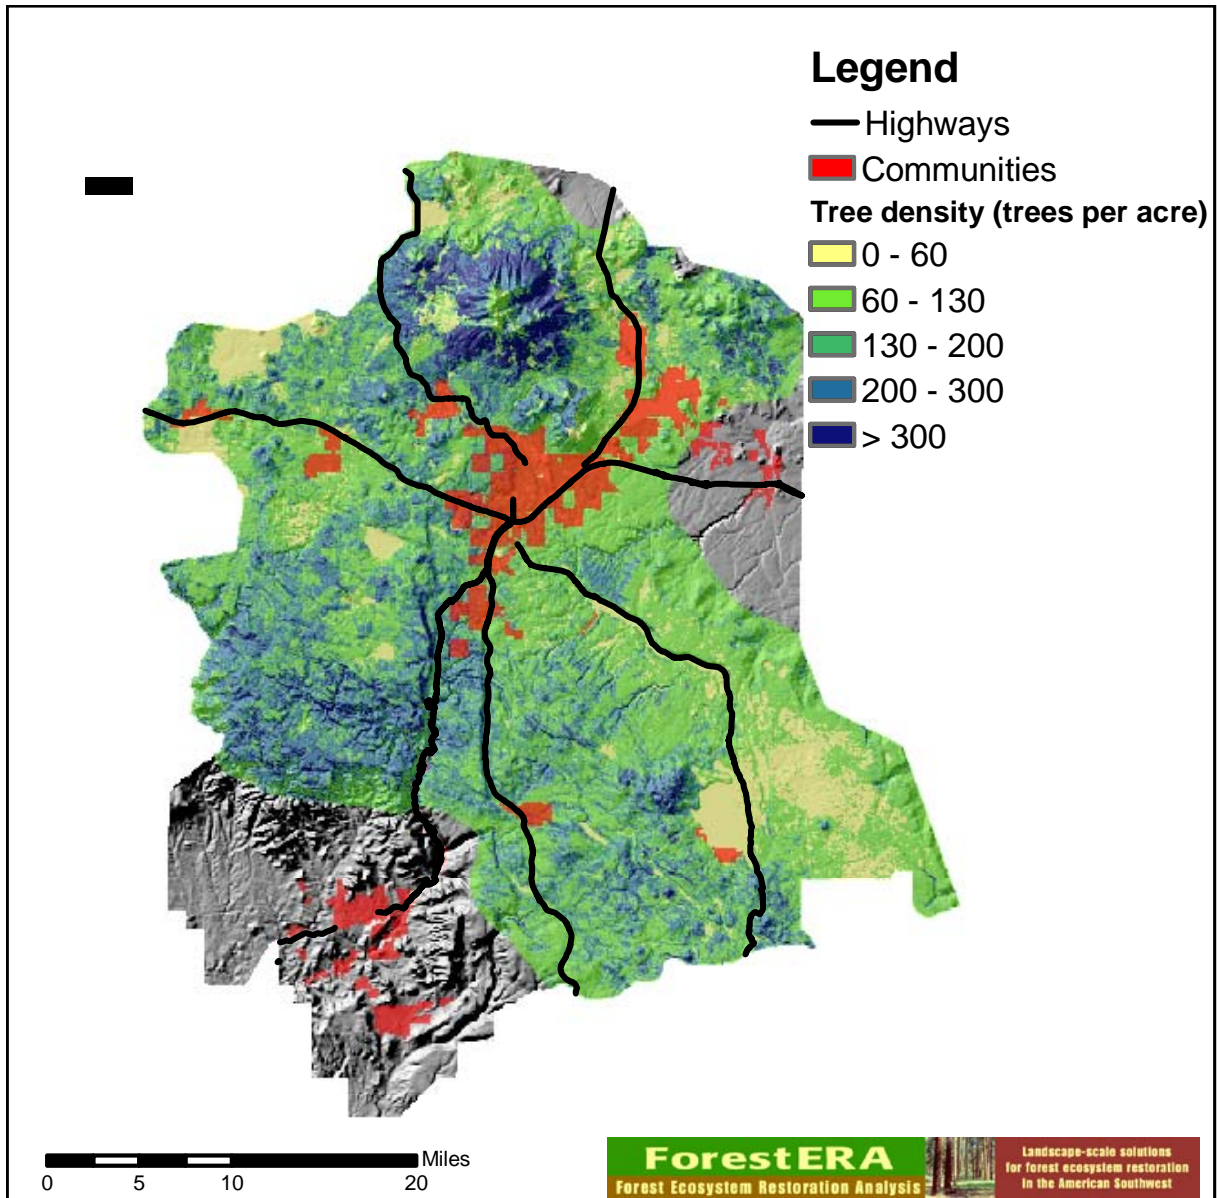 Legend
Highways
Communities
Tree density (trees per acre)
0 - 60
60 - 130
130 - 200
200 - 300
> 300
Miles
0 5 10 20
ForestERA
Forest Ecosystem Restoration Analysis
Landscape-scale solutions
for forest ecosystem restoration
in the American Southwest